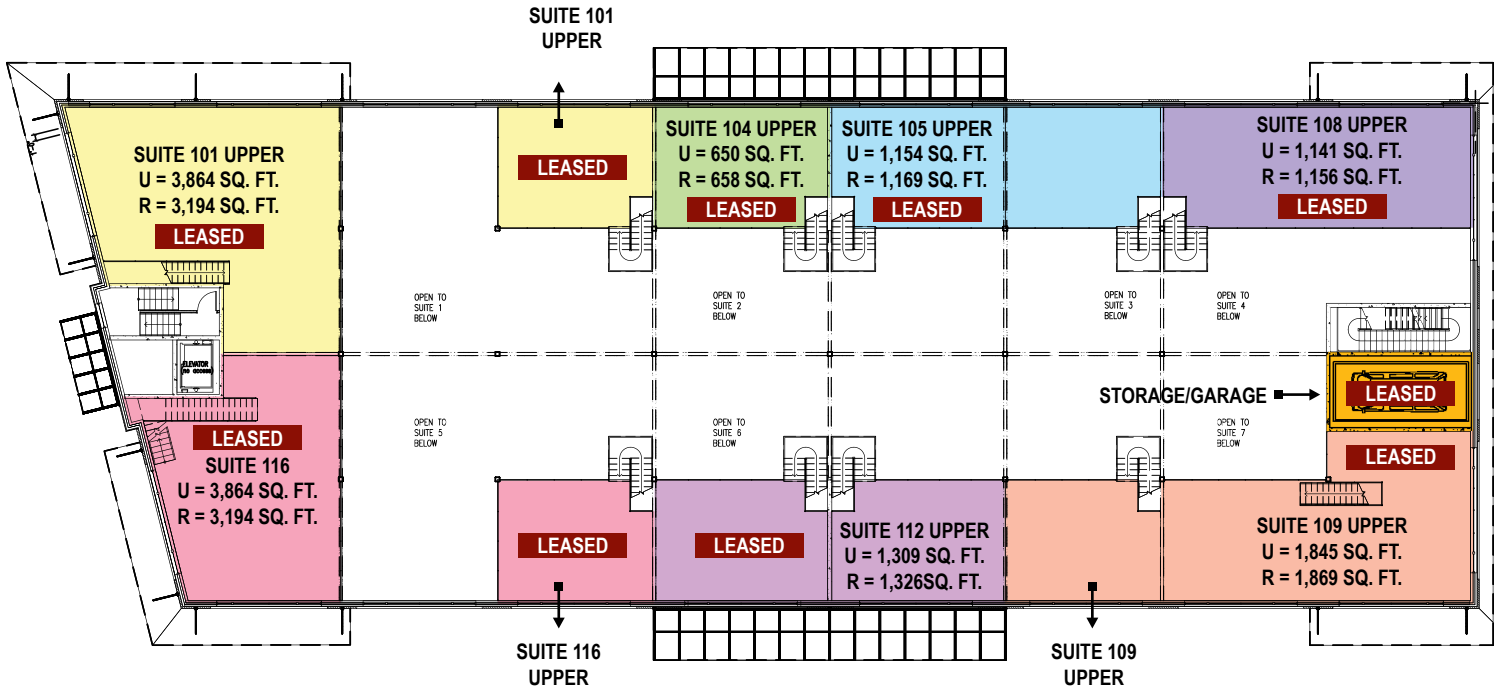 SUITE 101
UPPER
SUITE 101 UPPER
U = 3,864 SQ. FT.
R = 3,194 SQ. FT.
LEASED
LEASED
SUITE 104 UPPER
U = 650 SQ. FT.
R = 658 SQ. FT.
LEASED
SUITE 105 UPPER
U = 1,154 SQ. FT.
R = 1,169 SQ. FT.
LEASED
SUITE 108 UPPER
U = 1,141 SQ. FT.
R = 1,156 SQ. FT.
LEASED
OPEN TO
SUITE 1
BELOW
OPEN TO
SUITE 2
BELOW
OPEN TO
SUITE 3
BELOW
OPEN TO
SUITE 4
BELOW
ELEVATOR
(no access)
STORAGE/GARAGE
LEASED
OPEN TO
SUITE 5
BELOW
OPEN TO
SUITE 6
BELOW
OPEN TO
SUITE 7
BELOW
LEASED
SUITE 116
U = 3,864 SQ. FT.
R = 3,194 SQ. FT.
LEASED
LEASED
SUITE 112 UPPER
U = 1,309 SQ. FT.
R = 1,326SQ. FT.
LEASED
SUITE 109 UPPER
U = 1,845 SQ. FT.
R = 1,869 SQ. FT.
SUITE 116
UPPER
SUITE 109
UPPER